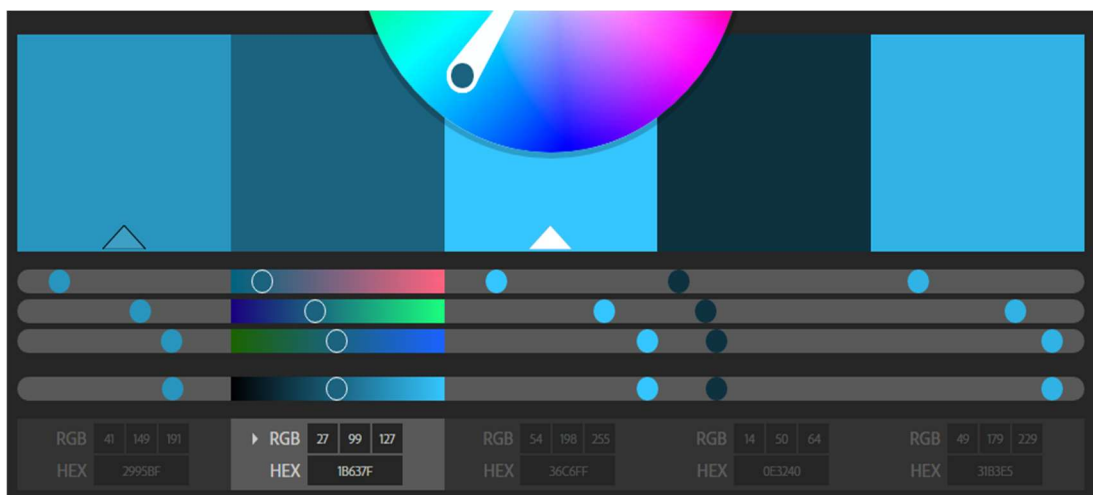 RGB 41 149 191
HEX 2995BF
RGB 27 99 127
HEX 1B637F
RGB 54 198 255
HEX 36C6FF
RGB 14 50 64
HEX 0E3240
RGB 49 179 229
HEX 31B3E5